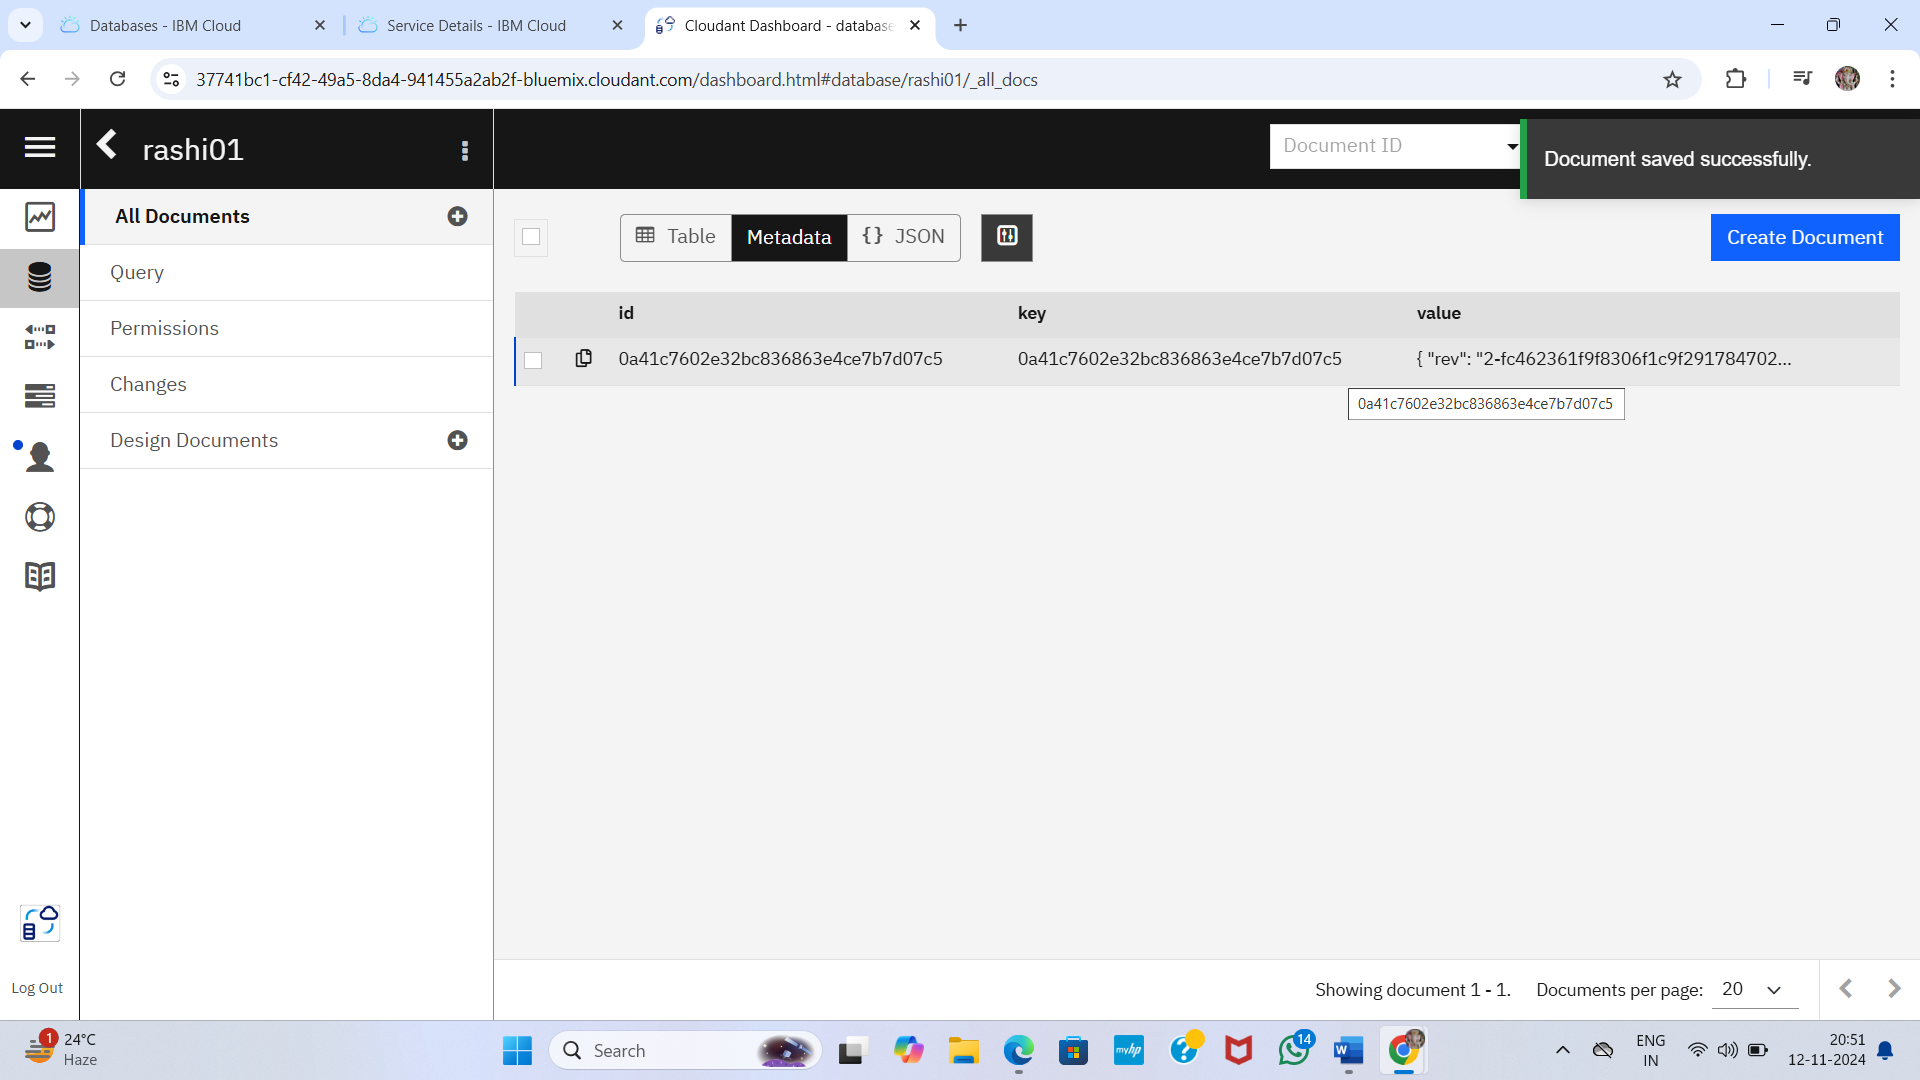 Databases - IBM Cloud
Service Details - IBM Cloud
Cloudant Dashboard - database
37741bc1-cf42-49a5-8da4-941455a2ab2f-bluemix.cloudant.com/dashboard.html#database/rashi01/_all_docs
rashi01
Document ID
Document saved successfully.
All Documents
Query
Permissions
Changes
Design Documents
Table
Metadata
{} JSON
Create Document
id key value
0a41c7602e32bc836863e4ce7b7d07c5 0a41c7602e32bc836863e4ce7b7d07c5 { "rev": "2-fc462361f9f8306f1c9f291784702...
0a41c7602e32bc836863e4ce7b7d07c5
Log Out
Showing document 1 - 1. Documents per page: 20
1
24°C
Haze
Search
myhp
14
W
ENG
IN
20:51
12-11-2024